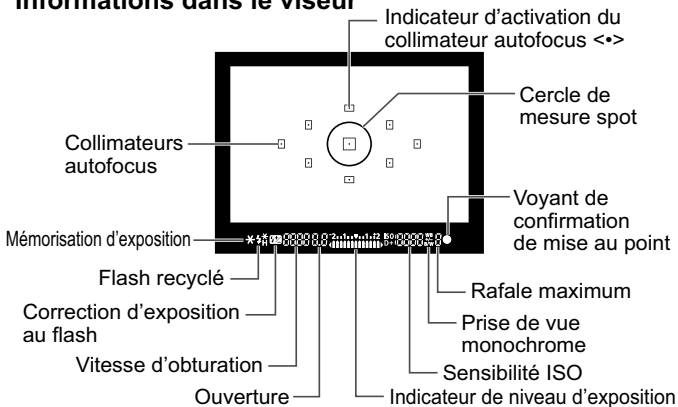 Informations dans le viseur
Indicateur d'activation du
collimateur autofocus <•>
Cercle de
mesure spot
Collimateurs
autofocus
Voyant de
confirmation
de mise au point
Mémorisation d'exposition
Flash recyclé
Rafale maximum
Correction d'exposition
au flash
Prise de vue
monochrome
Vitesse d'obturation
Sensibilité ISO
Ouverture
Indicateur de niveau d'exposition